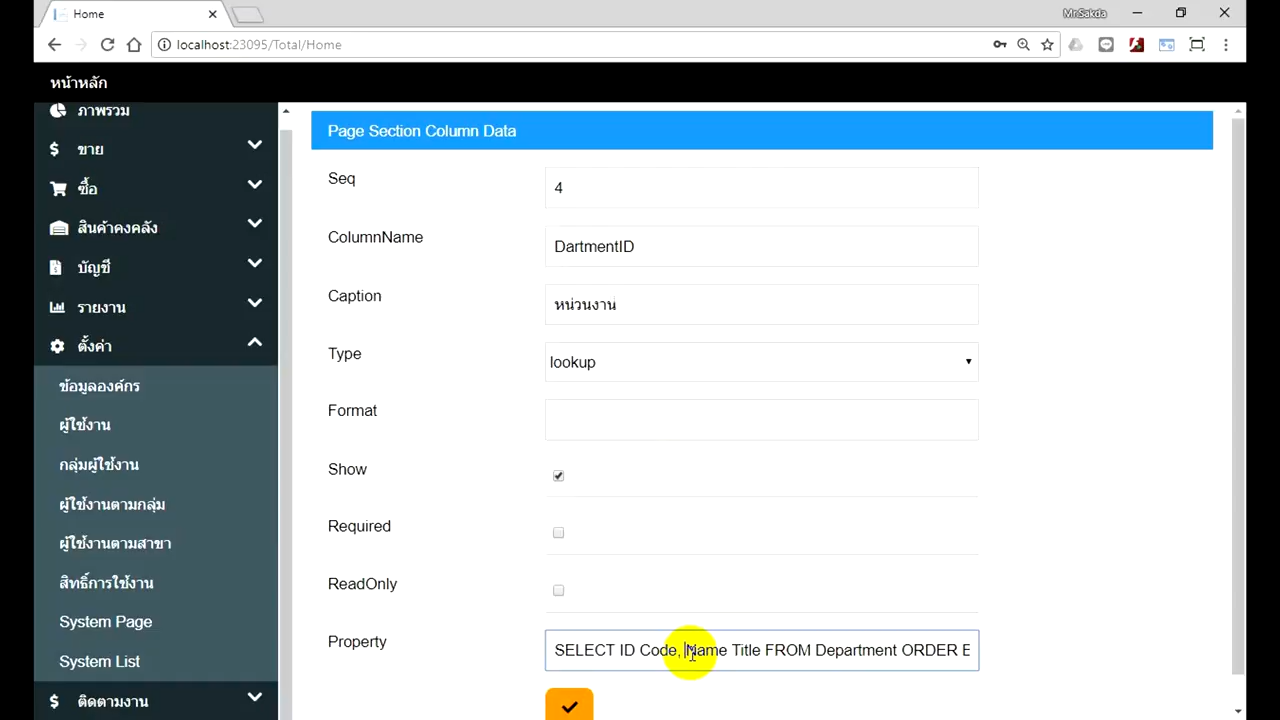 Home
MrSakda
localhost:23095/Total/Home
หน้าหลัก
ภาพรวม
ขาย
ซื้อ
สินค้าคงคลัง
บัญชี
รายงาน
ตั้งค่า
ข้อมูลองค์กร
ผู้ใช้งาน
กลุ่มผู้ใช้งาน
ผู้ใช้งานตามกลุ่ม
ผู้ใช้งานตามสาขา
สิทธิ์การใช้งาน
System Page
System List
ติดตามงาน
Page Section Column Data
Seq
4
ColumnName
DartmentID
Caption
หน่วนงาน
Type
lookup
Format
Show
Required
ReadOnly
Property
SELECT ID Code, Name Title FROM Department ORDER E